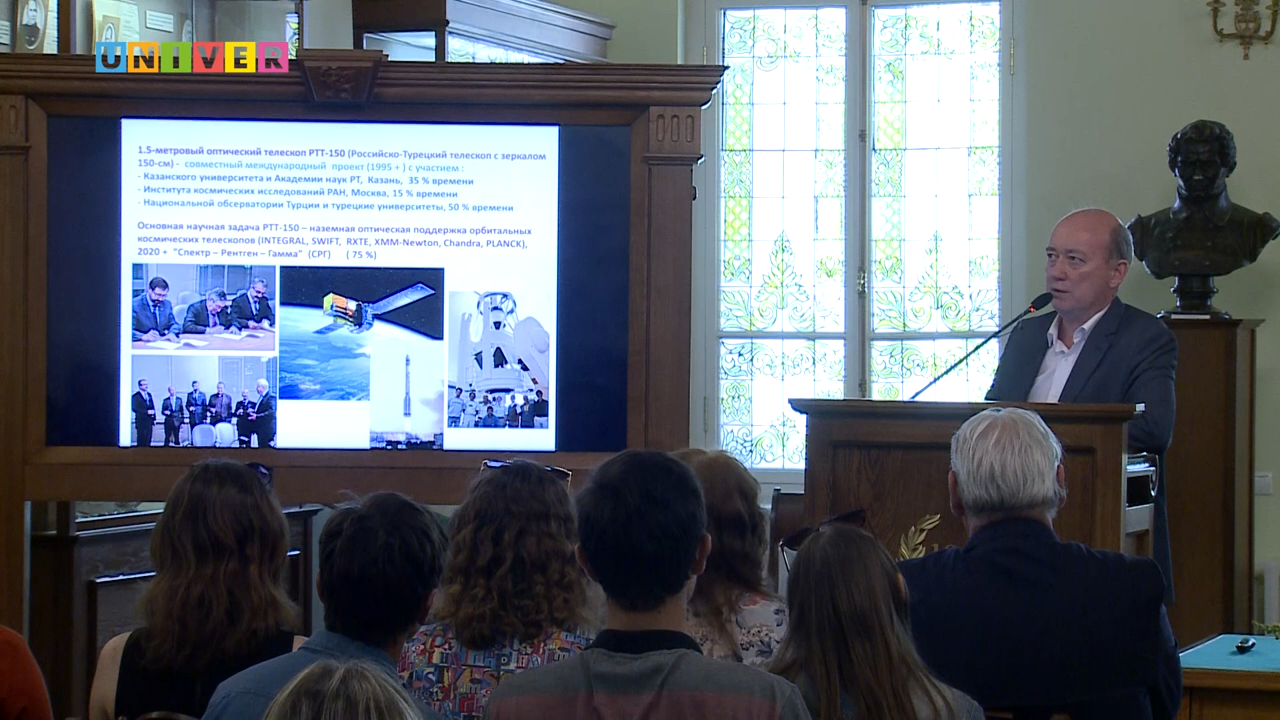 UNIVER
1.5-метровый оптический телескоп РТТ-150 (Российско-Турецкий телескоп с зеркалом
150-см) - совместный международный проект (1995 + ) с участием :
- Казанского университета и Академии наук РТ, Казань, 35 % времени
- Института космических исследований РАН, Москва, 15 % времени
- Национальной обсерватории Турции и турецкие университеты, 50 % времени
Основная научная задача РТТ-150 – наземная оптическая поддержка орбитальных
космических телескопов (INTEGRAL, SWIFT, RXTE, XMM-Newton, Chandra, PLANCK),
2020 + "Спектр – Рентген – Гамма" (СРГ) ( 75 %)